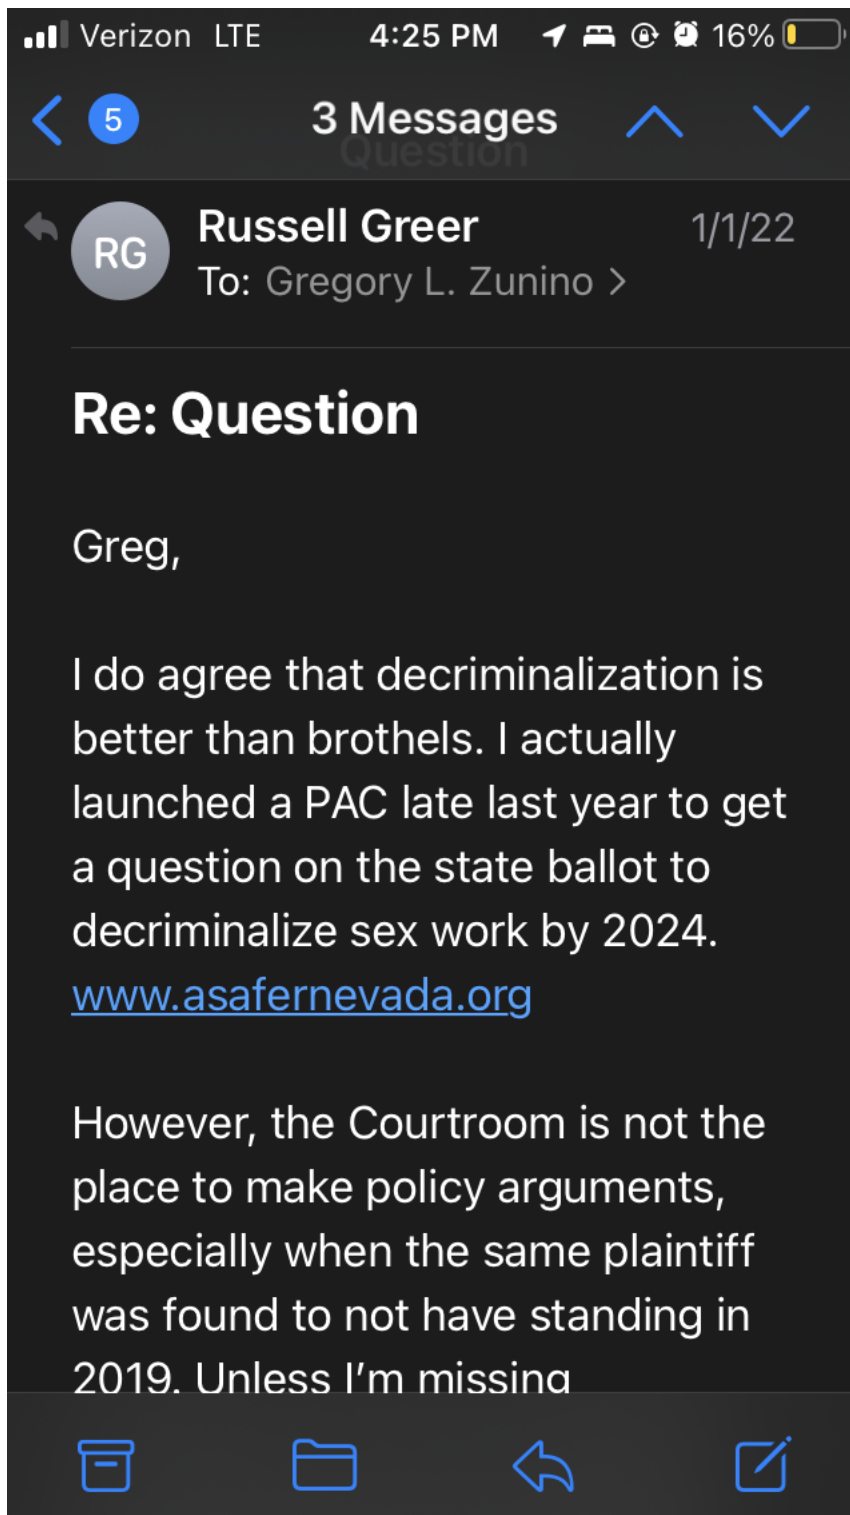 Verizon LTE 4:25 PM 16%
5 3 Messages
Question
RG Russell Greer 1/1/22
To: Gregory L. Zunino >
Re: Question
Greg,
I do agree that decriminalization is
better than brothels. I actually
launched a PAC late last year to get
a question on the state ballot to
decriminalize sex work by 2024.
www.asafernevada.org
However, the Courtroom is not the
place to make policy arguments,
especially when the same plaintiff
was found to not have standing in
2019. Unless I'm missing